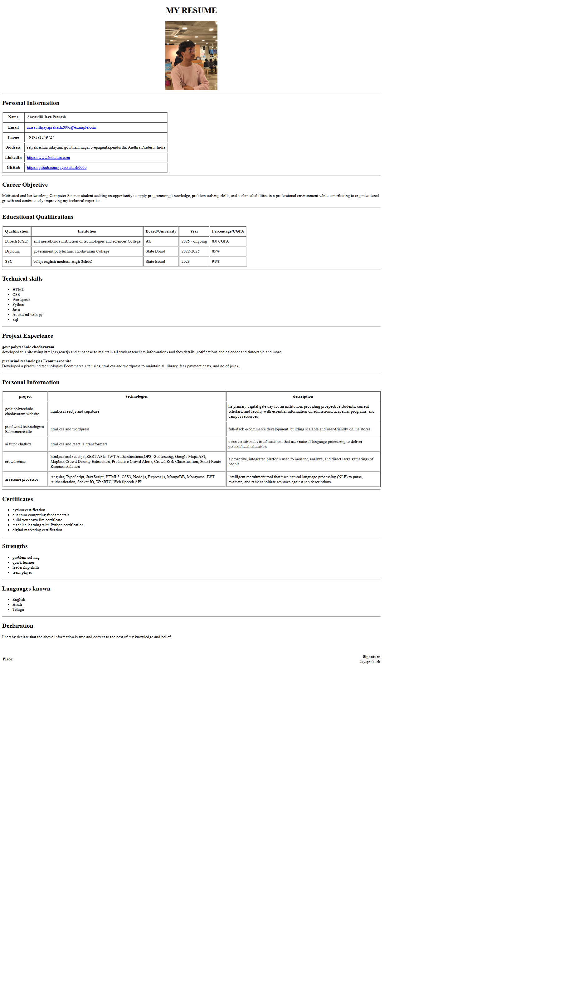 MY RESUME
Personal Information
Name Arasavilli Jaya Prakash
Email arasavillijayaprakash2006@example.com
Phone +919391249727
Address satyakrishna nilayam, gowtham nagar ,vepagunta,pendurthi, Andhra Pradesh, India
LinkedIn https://www.linkedin.com
GitHub https://github.com/jayaprakash0000
Career Objective
Motivated and hardworking Computer Science student seeking an opportunity to apply programming knowledge, problem-solving skills, and technical abilities in a professional environment while contributing to organizational
growth and continuously improving my technical expertise.
Educational Qualifications
Qualification Institution Board/University Year Percentage/CGPA
B.Tech (CSE) anil neerukonda institution of technologies and sciences College AU 2025 - ongoing 8.0 CGPA
Diploma government polytechnic chodavaram College State Board 2022-2025 85%
SSC balaji english medium High School State Board 2023 91%
Technical skills
• HTML
• CSS
• Wordpress
• Python
• Java
• Ai and ml with py
• Sql
Projext Experience
govt polytechnic chodavaram
developed this site using html,css,reactjs and supabase to maintain all student teachers informations and fees details ,notifications and calender and time-table and more
pixelwind technologies Ecommerce site
Developed a pixelwind technologies Ecommerce site using html,css and wordpress to maintain all library, fees payment chats, and no of joins .
Personal Information
project technologies description
govt polytechnic
chodavaram website
html,css,reactjs and supabase
he primary digital gateway for an institution, providing prospective students, current
scholars, and faculty with essential information on admissions, academic programs, and
campus resources
pixelwind technologies
Ecommerce site
html,css and wordpress
full-stack e-commerce development, building scalable and user-friendly online stores
ai tutor chatbox
html,css and react js ,transformers
a conversational virtual assistant that uses natural language processing to deliver
personalized education
crowd sense
html,css and react js ,REST APIs, JWT Authentications,GPS, Geofencing, Google Maps API,
Mapbox,Crowd Density Estimation, Predictive Crowd Alerts, Crowd Risk Classification, Smart Route
Recommendation
a proactive, integrated platform used to monitor, analyze, and direct large gatherings of
people
ai resume processor
Angular, TypeScript, JavaScript, HTML5, CSS3, Node.js, Express.js, MongoDB, Mongoose, JWT
Authentication, Socket.IO, WebRTC, Web Speech API
intelligent recruitment tool that uses natural language processing (NLP) to parse,
evaluate, and rank candidate resumes against job descriptions
Certificates
• python certification
• quantum computing fundamentals
• build your own llm certificate
• machine learning with Python certification
• digital marketing certification
Strengths
• problem solving
• quick learner
• leadership skills
• team player
Languages known
• English
• Hindi
• Telugu
Declaration
I hereby declare that the above information is true and correct to the best of my knowledge and belief
Place:
Signature
Jayaprakash